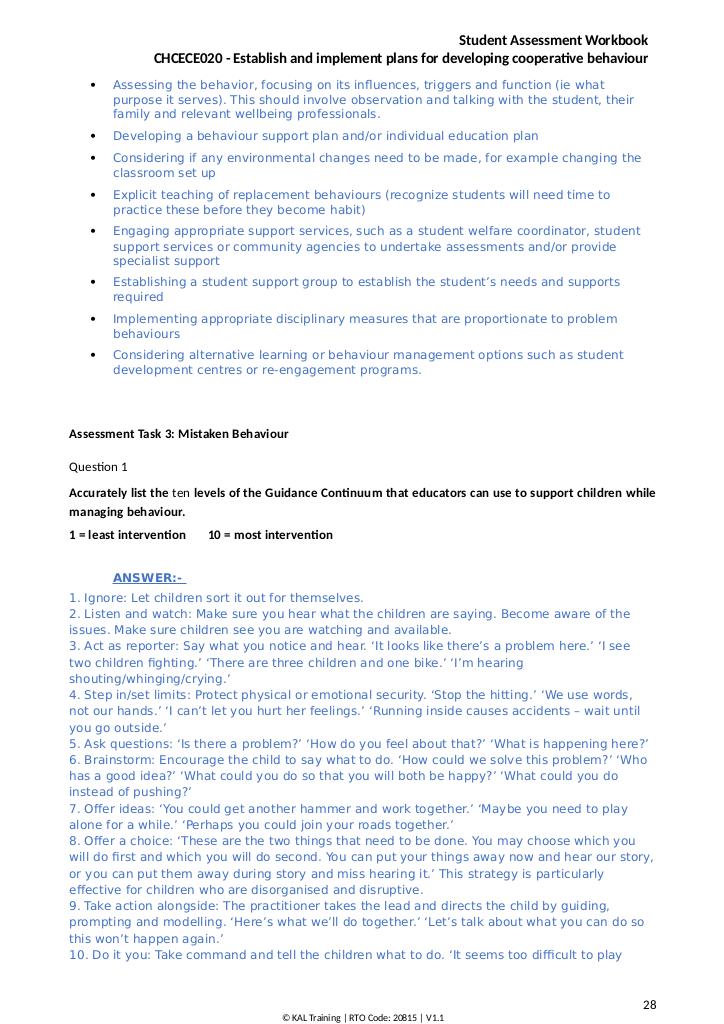 Student Assessment Workbook
CHCECE020 - Establish and implement plans for developing cooperative behaviour
• Assessing the behavior, focusing on its influences, triggers and function (ie what
purpose it serves). This should involve observation and talking with the student, their
family and relevant wellbeing professionals.
• Developing a behaviour support plan and/or individual education plan
• Considering if any environmental changes need to be made, for example changing the
classroom set up
• Explicit teaching of replacement behaviours (recognize students will need time to
practice these before they become habit)
• Engaging appropriate support services, such as a student welfare coordinator, student
support services or community agencies to undertake assessments and/or provide
specialist support
• Establishing a student support group to establish the student’s needs and supports
required
• Implementing appropriate disciplinary measures that are proportionate to problem
behaviours
• Considering alternative learning or behaviour management options such as student
development centres or re-engagement programs.
Assessment Task 3: Mistaken Behaviour
Question 1
Accurately list the ten levels of the Guidance Continuum that educators can use to support children while
managing behaviour.
1 = least intervention 10 = most intervention
ANSWER:-
1. Ignore: Let children sort it out for themselves.
2. Listen and watch: Make sure you hear what the children are saying. Become aware of the
issues. Make sure children see you are watching and available.
3. Act as reporter: Say what you notice and hear. ‘It looks like there’s a problem here.’ ‘I see
two children fighting.’ ‘There are three children and one bike.’ ‘I’m hearing
shouting/whinging/crying.’
4. Step in/set limits: Protect physical or emotional security. ‘Stop the hitting.’ ‘We use words,
not our hands.’ ‘I can’t let you hurt her feelings.’ ‘Running inside causes accidents – wait until
you go outside.’
5. Ask questions: ‘Is there a problem?’ ‘How do you feel about that?’ ‘What is happening here?’
6. Brainstorm: Encourage the child to say what to do. ‘How could we solve this problem?’ ‘Who
has a good idea?’ ‘What could you do so that you will both be happy?’ ‘What could you do
instead of pushing?’
7. Offer ideas: ‘You could get another hammer and work together.’ ‘Maybe you need to play
alone for a while.’ ‘Perhaps you could join your roads together.’
8. Offer a choice: ‘These are the two things that need to be done. You may choose which you
will do first and which you will do second. You can put your things away now and hear our story,
or you can put them away during story and miss hearing it.’ This strategy is particularly
effective for children who are disorganised and disruptive.
9. Take action alongside: The practitioner takes the lead and directs the child by guiding,
prompting and modelling. ‘Here’s what we’ll do together.’ ‘Let’s talk about what you can do so
this won’t happen again.’
10. Do it you: Take command and tell the children what to do. ‘It seems too difficult to play
28
© KAL Training | RTO Code: 20815 | V1.1